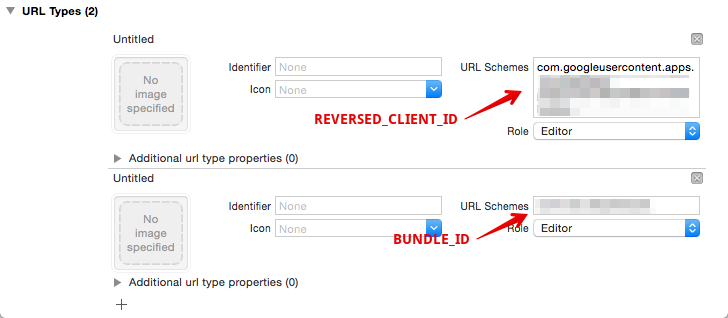 URL Types (2)
Untitled
No image specified
Identifier None
URL Schemes com.googleusercontent.apps.
Icon None
REVERSED_CLIENT_ID
Role Editor
Additional url type properties (0)
Untitled
No image specified
Identifier None
URL Schemes
Icon None
Role Editor
BUNDLE_ID
Additional url type properties (0)